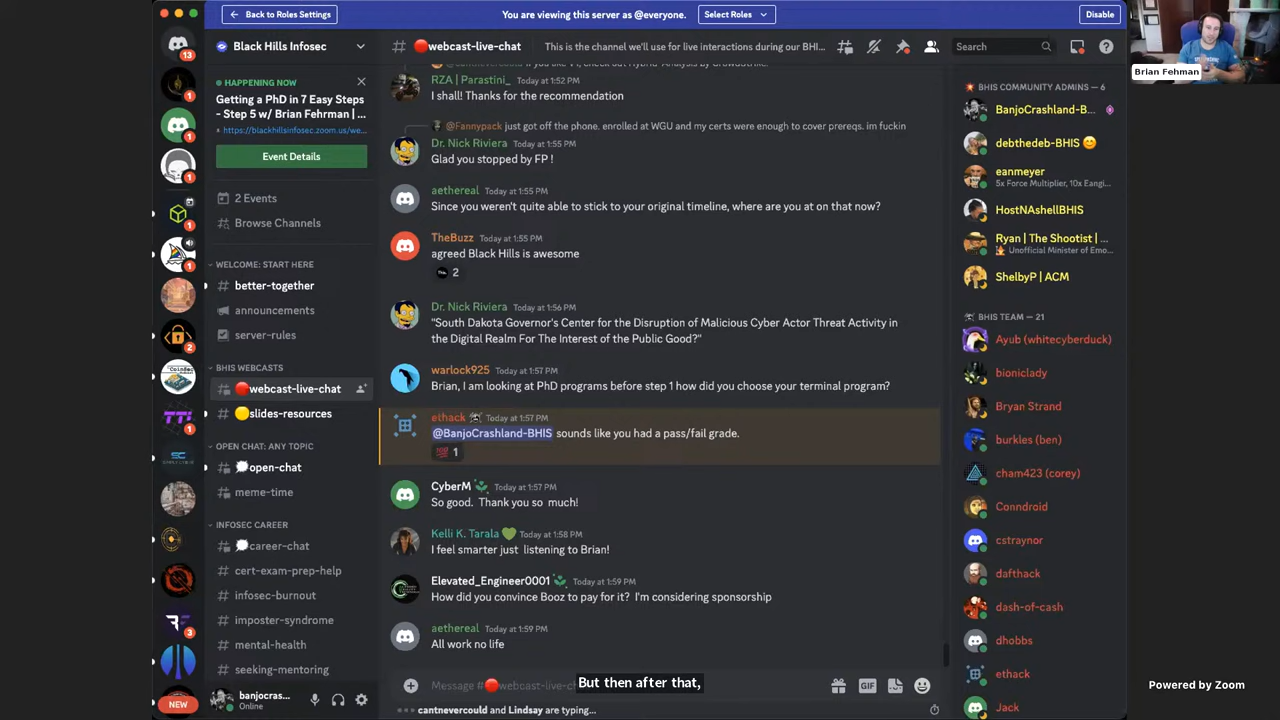 Back to Roles Settings
You are viewing this server as @everyone.
Select Roles
Disable
Black Hills Infosec
HAPPENING NOW
Getting a PhD in 7 Easy Steps
- Step 5 w/ Brian Fehrman |
https://blackhillsinfosec.zoom.us/we...
Event Details
2 Events
Browse Channels
WELCOME: START HERE
better-together
announcements
server-rules
BHIS WEBCASTS
webcast-live-chat
slides-resources
OPEN CHAT: ANY TOPIC
open-chat
meme-time
INFOSEC CAREER
career-chat
cert-exam-prep-help
infosec-burnout
imposter-syndrome
mental-health
seeking-mentoring
banjocras...
Online
13
1
1
1
1
1
1
2
1
3
NEW
webcast-live-chat
This is the channel we'll use for live interactions during our BHI...
Search
RZA | Parastini_ Today at 1:52 PM
I shall! Thanks for the recommendation
@Fannypack just got off the phone. enrolled at WGU and my certs were enough to cover prereqs. im fuckin
Dr. Nick Riviera Today at 1:55 PM
Glad you stopped by FP !
aethereal Today at 1:55 PM
Since you weren't quite able to stick to your original timeline, where are you at on that now?
TheBuzz Today at 1:55 PM
agreed Black Hills is awesome
2
Dr. Nick Riviera Today at 1:56 PM
"South Dakota Governor's Center for the Disruption of Malicious Cyber Actor Threat Activity in
the Digital Realm For The Interest of the Public Good?"
warlock925 Today at 1:57 PM
Brian, I am looking at PhD programs before step 1 how did you choose your terminal program?
ethack Today at 1:57 PM
@BanjoCrashland-BHIS sounds like you had a pass/fail grade.
1
CyberM Today at 1:57 PM
So good. Thank you so much!
Kelli K. Tarala Today at 1:58 PM
I feel smarter just listening to Brian!
Elevated_Engineer0001 Today at 1:59 PM
How did you convince Booz to pay for it? I'm considering sponsorship
aethereal Today at 1:59 PM
All work no life
Message #webcast-live-c
But then after that,
GIF
cantnevercould and Lindsay are typing...
BHIS COMMUNITY ADMINS — 6
BanjoCrashland-B...
debthedeb-BHIS
eanmeyer
5x Force Multiplier, 10x Eangi...
HostNAshellBHIS
Ryan | The Shootist | ...
Unofficial Minister of Emo...
ShelbyP | ACM
BHIS TEAM — 21
Ayub (whitecyberduck)
bioniclady
Bryan Strand
burkles (ben)
cham423 (corey)
Conndroid
cstraynor
dafthack
dash-of-cash
dhobbs
ethack
Jack
Brian Fehrman
Powered by Zoom